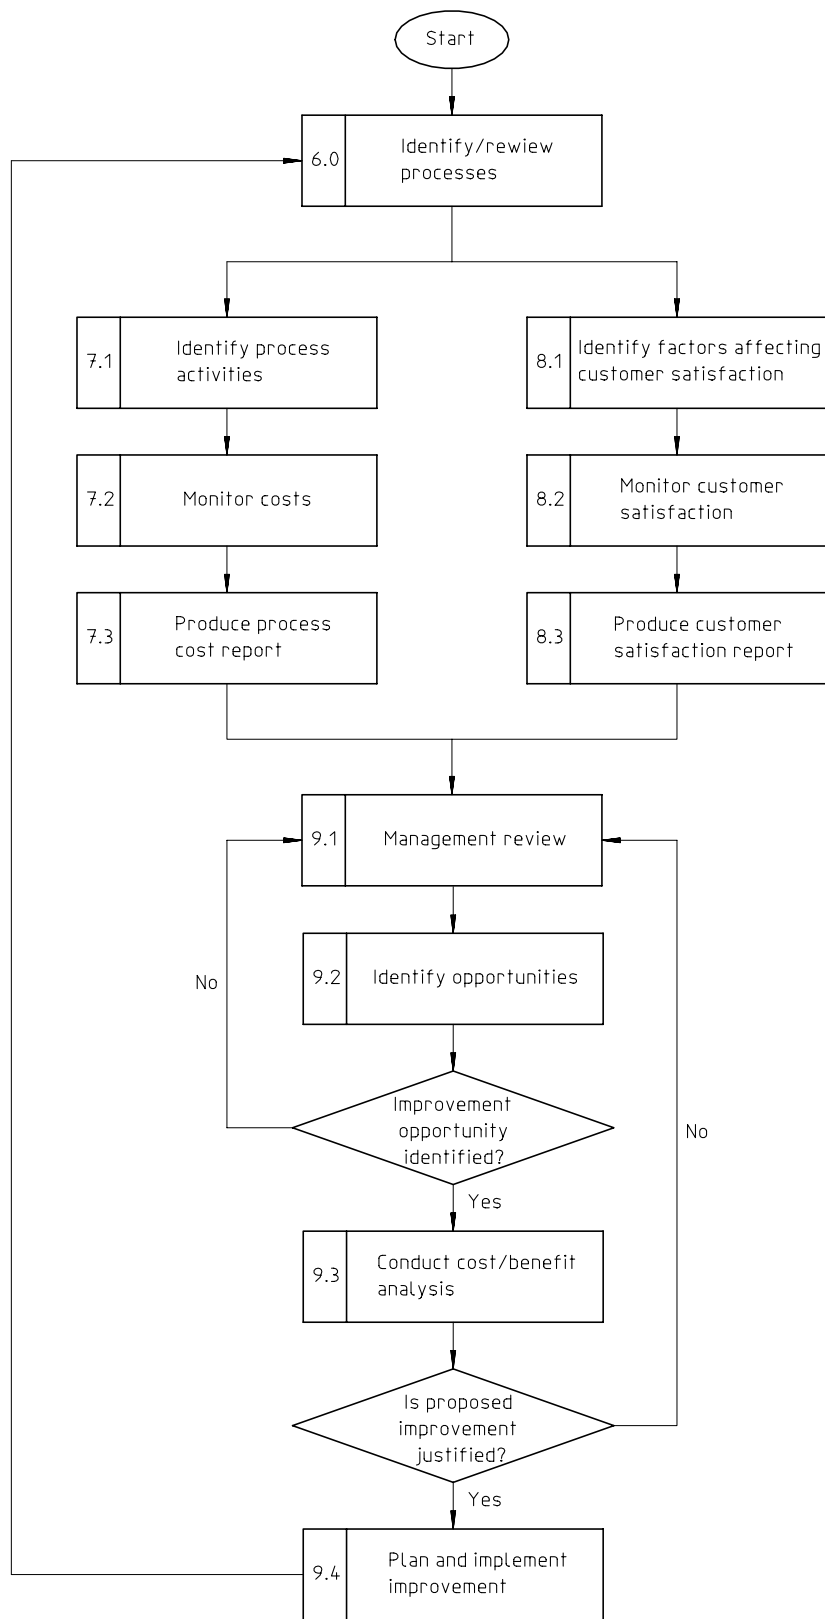 Start
6.0
Identify/rewiew
processes
7.1
Identify process
activities
8.1
Identify factors affecting
customer satisfaction
7.2
Monitor costs
8.2
Monitor customer
satisfaction
7.3
Produce process
cost report
8.3
Produce customer
satisfaction report
9.1
Management review
9.2
Identify opportunities
No
Improvement
opportunity
identified?
No
Yes
9.3
Conduct cost/benefit
analysis
Is proposed
improvement
justified?
Yes
9.4
Plan and implement
improvement